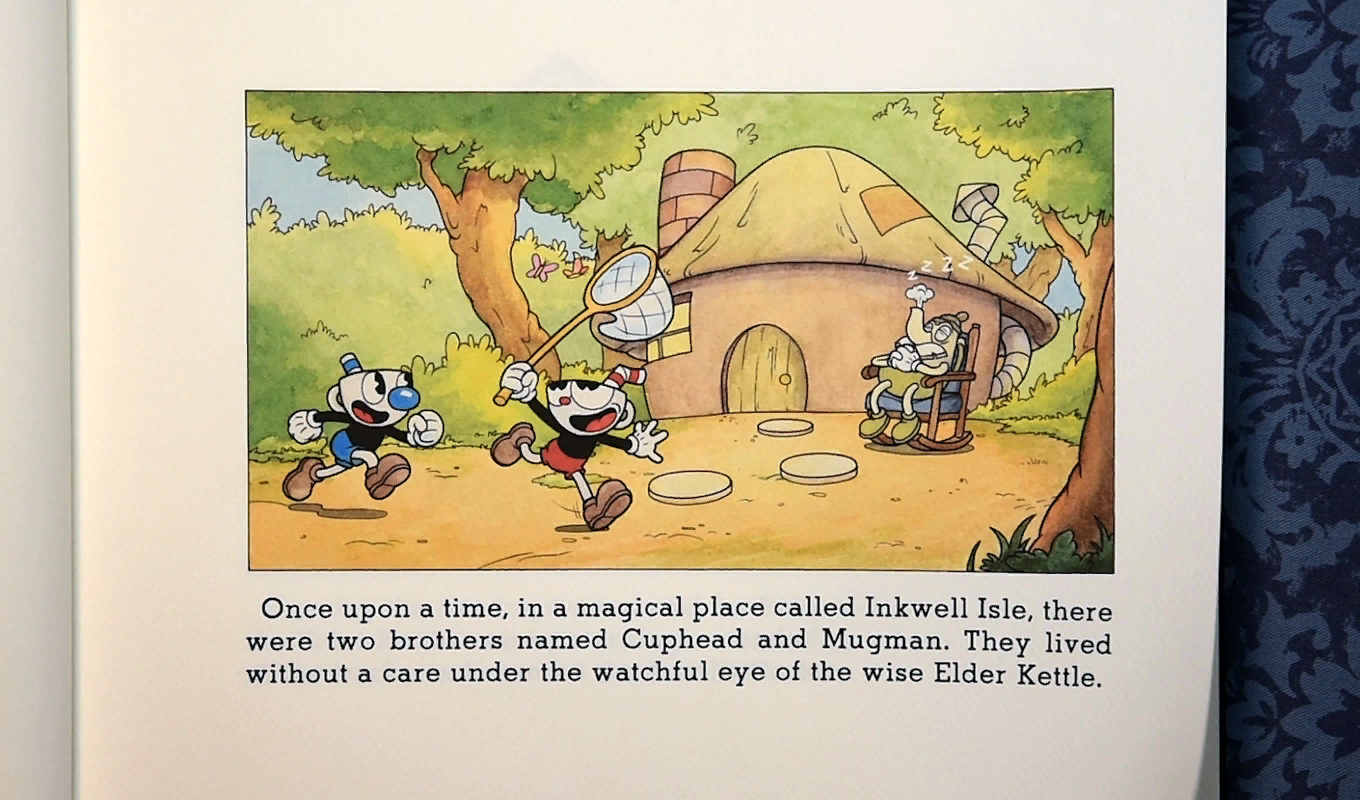 z z z z
Once upon a time, in a magical place called Inkwell Isle, there
were two brothers named Cuphead and Mugman. They lived
without a care under the watchful eye of the wise Elder Kettle.